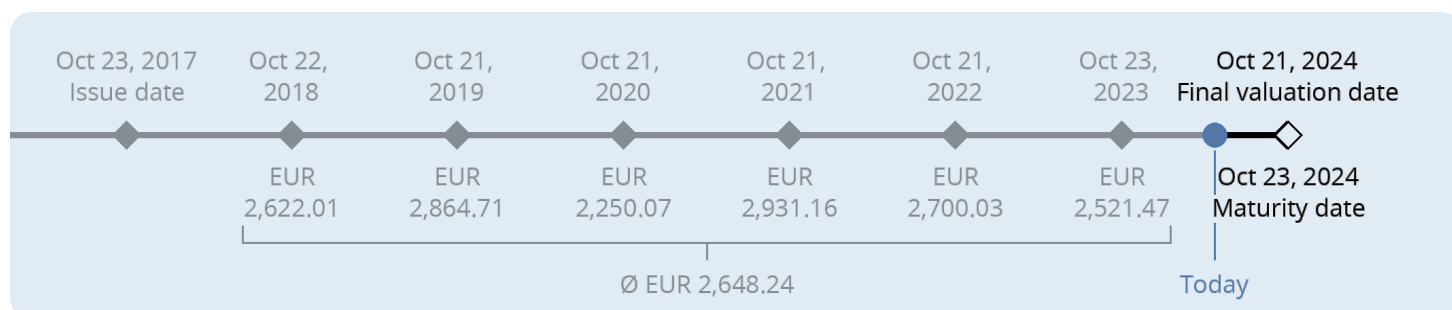 Oct 23, 2017
Issue date
Oct 22,
2018
Oct 21,
2019
Oct 21,
2020
Oct 21,
2021
Oct 21,
2022
Oct 23,
2023
Oct 21, 2024
Final valuation date
EUR
2,622.01
EUR
2,864.71
EUR
2,250.07
EUR
2,931.16
EUR
2,700.03
EUR
2,521.47
Oct 23, 2024
Maturity date
Ø EUR 2,648.24
Today